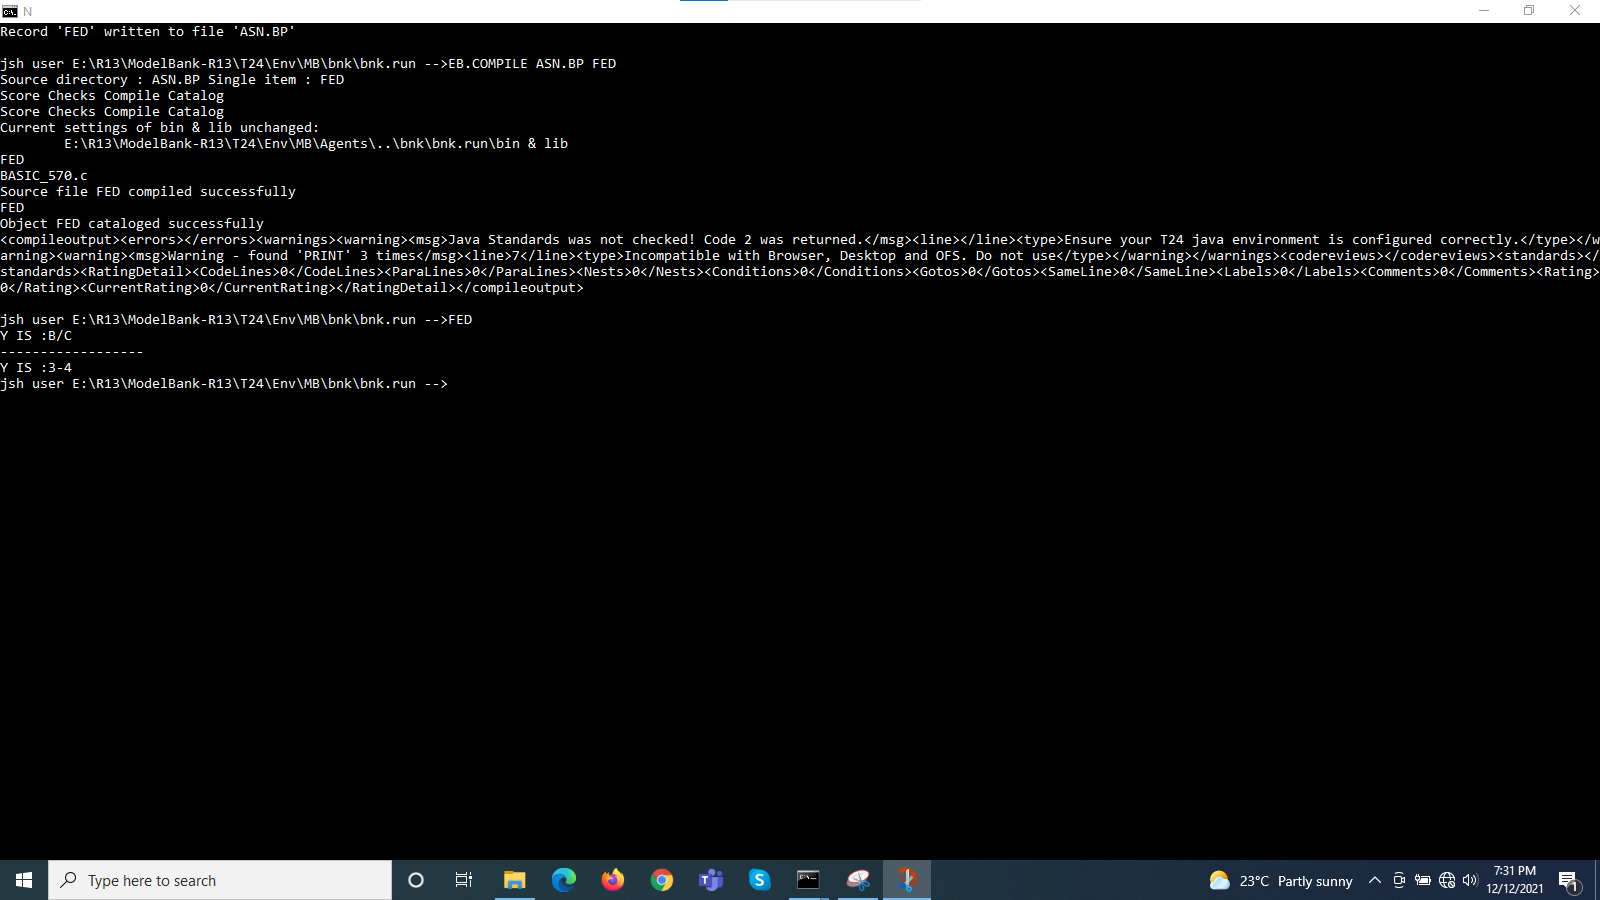 N
Record 'FED' written to file 'ASN.BP'
jsh user E:\R13\ModelBank-R13\T24\Env\MB\bnk\bnk.run -->EB.COMPILE ASN.BP FED
Source directory : ASN.BP Single item : FED
Score Checks Compile Catalog
Score Checks Compile Catalog
Current settings of bin & lib unchanged:
E:\R13\ModelBank-R13\T24\Env\MB\Agents\..\bnk\bnk.run\bin & lib
FED
BASIC_570.c
Source file FED compiled successfully
FED
Object FED cataloged successfully
<compileoutput><errors></errors><warnings><warning><msg>Java Standards was not checked! Code 2 was returned.</msg><line></line><type>Ensure your T24 java environment is configured correctly.</type></w
arning><warning><msg>Warning - found 'PRINT' 3 times</msg><line>7</line><type>Incompatible with Browser, Desktop and OFS. Do not use</type></warning></warnings><codereviews></codereviews><standards></
standards><RatingDetail><CodeLines>0</CodeLines><ParaLines>0</ParaLines><Nests>0</Nests><Conditions>0</Conditions><Gotos>0</Gotos><SameLine>0</SameLine><Labels>0</Labels><Comments>0</Comments><Rating>
0</Rating><CurrentRating>0</CurrentRating></RatingDetail></compileoutput>
jsh user E:\R13\ModelBank-R13\T24\Env\MB\bnk\bnk.run -->FED
Y IS :B/C
------------------
Y IS :3-4
jsh user E:\R13\ModelBank-R13\T24\Env\MB\bnk\bnk.run -->
Type here to search
23°C Partly sunny
7:31 PM
12/12/2021
1